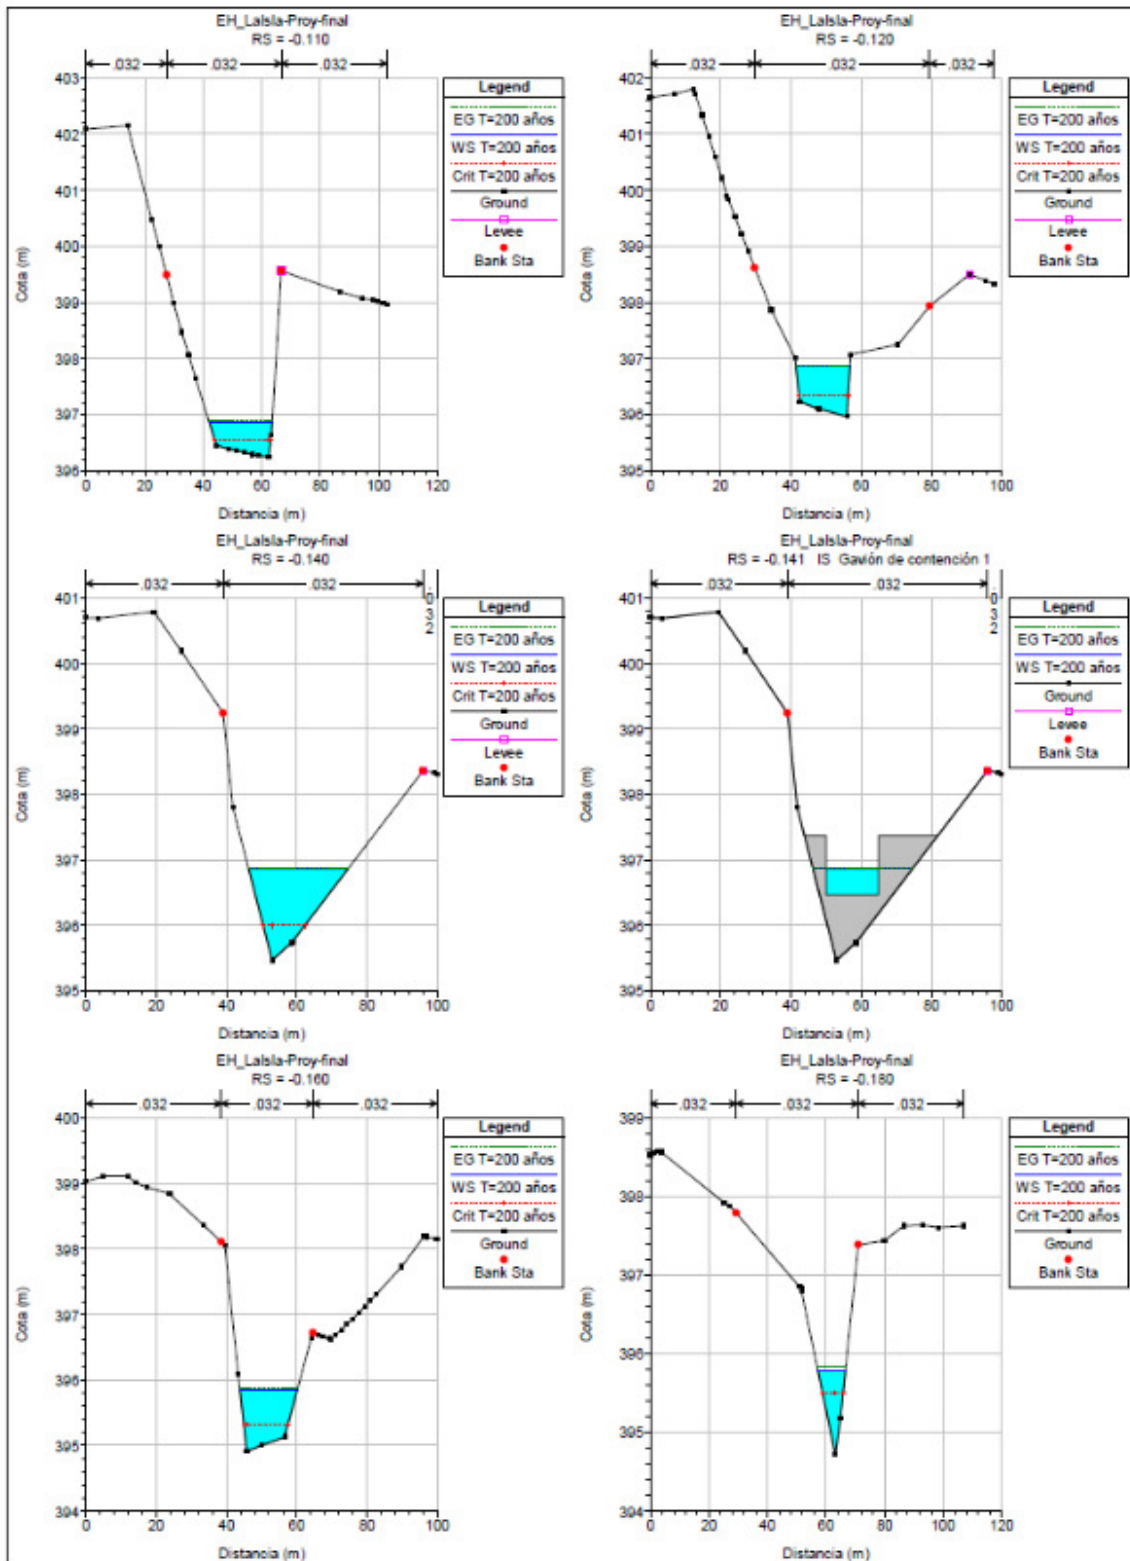 EH_LaIsla-Proy-final
RS = -0.110
.032 .032 .032
403
402
401
400
399
398
397
396
0 20 40 60 80 100 120
Cota (m)
Distancia (m)
Legend
EG T=200 años
WS T=200 años
Crit T=200 años
Ground
Levee
Bank Sta
EH_LaIsla-Proy-final
RS = -0.120
.032 .032 .032
402
401
400
399
398
397
396
395
0 20 40 60 80 100
Cota (m)
Distancia (m)
Legend
EG T=200 años
WS T=200 años
Crit T=200 años
Ground
Levee
Bank Sta
EH_LaIsla-Proy-final
RS = -0.140
.032 .032 .032
401
400
399
398
397
396
395
0 20 40 60 80 100
Cota (m)
Distancia (m)
Legend
EG T=200 años
WS T=200 años
Crit T=200 años
Ground
Levee
Bank Sta
EH_LaIsla-Proy-final
RS = -0.141 IS Gavión de contención 1
.032 .032 .032
401
400
399
398
397
396
395
0 20 40 60 80 100
Cota (m)
Distancia (m)
Legend
EG T=200 años
WS T=200 años
Ground
Levee
Bank Sta
EH_LaIsla-Proy-final
RS = -0.160
.032 .032 .032
400
399
398
397
396
395
394
0 20 40 60 80 100
Cota (m)
Distancia (m)
Legend
EG T=200 años
WS T=200 años
Crit T=200 años
Ground
Bank Sta
EH_LaIsla-Proy-final
RS = -0.180
.032 .032 .032
399
398
397
396
395
394
0 20 40 60 80 100 120
Cota (m)
Distancia (m)
Legend
EG T=200 años
WS T=200 años
Crit T=200 años
Ground
Bank Sta